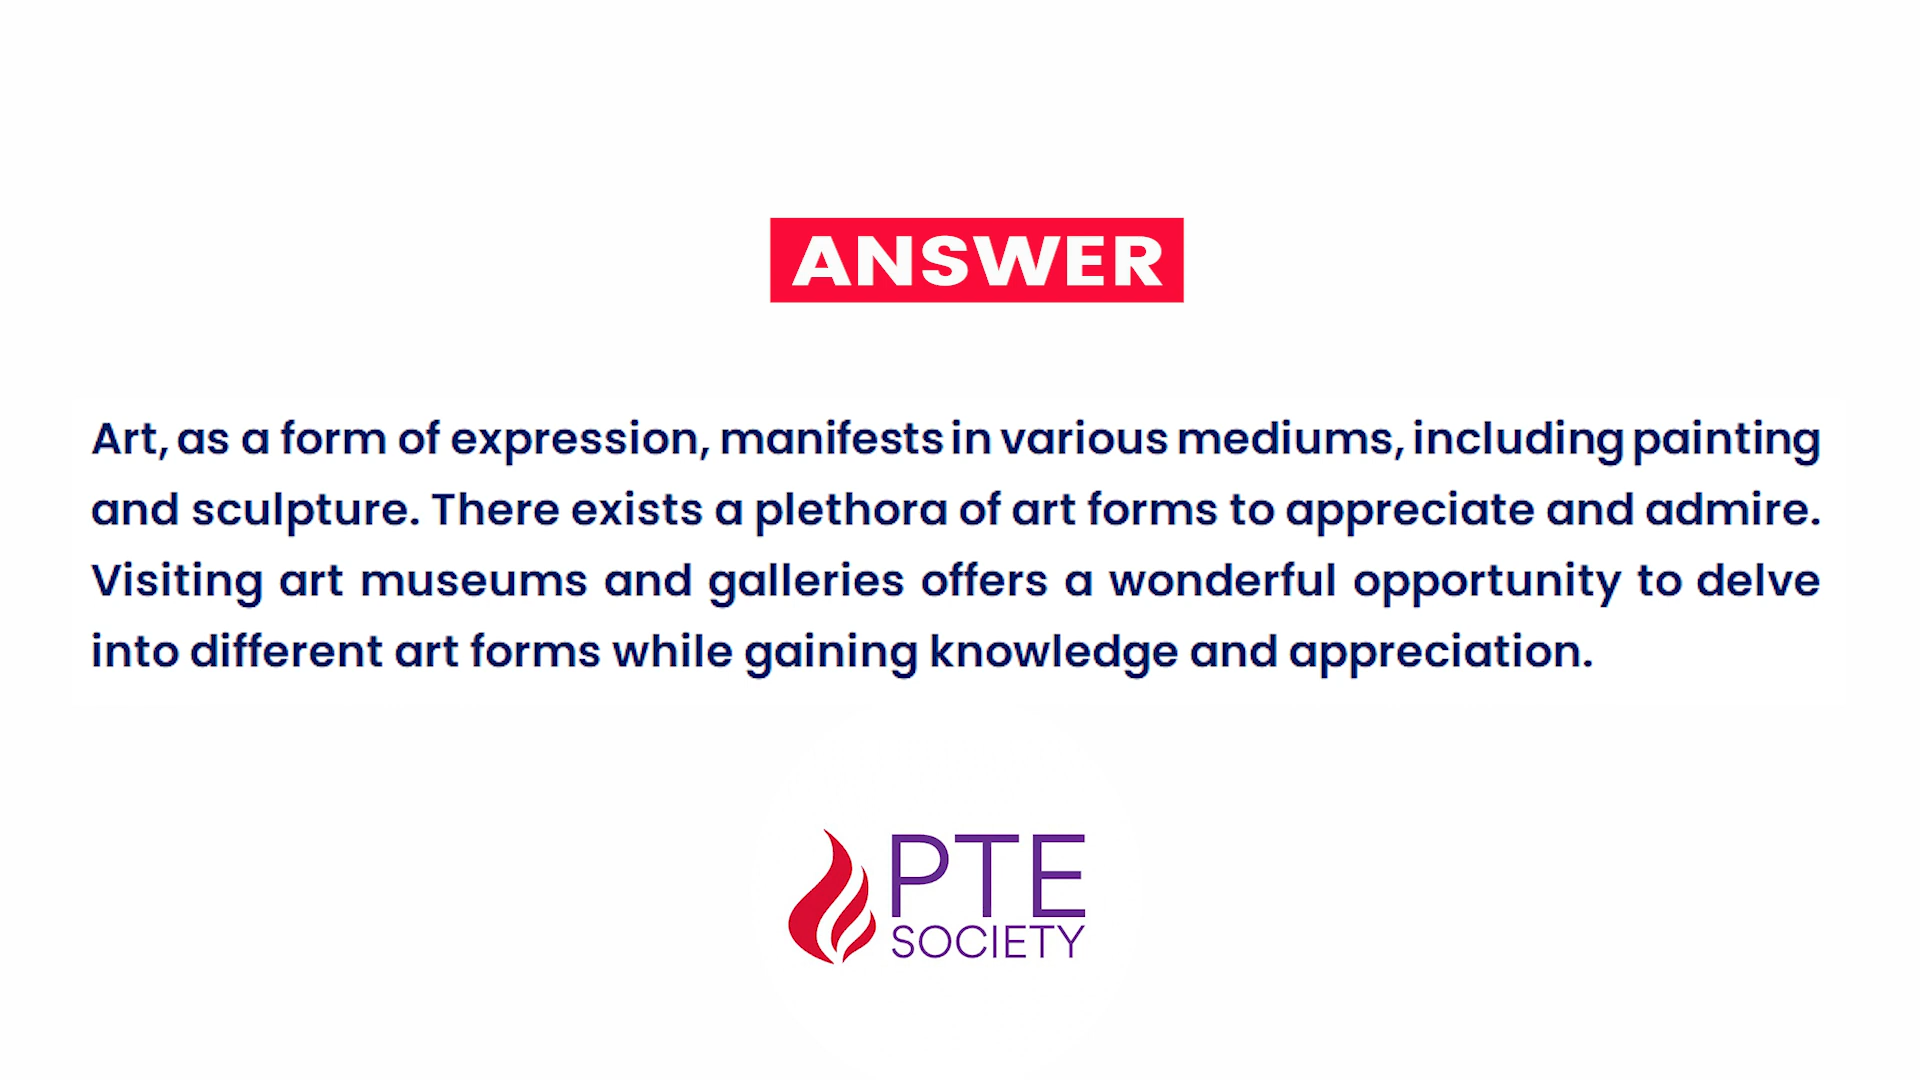 ANSWER
Art, as a form of expression, manifests in various mediums, including painting
and sculpture. There exists a plethora of art forms to appreciate and admire.
Visiting art museums and galleries offers a wonderful opportunity to delve
into different art forms while gaining knowledge and appreciation.
PTE
SOCIETY